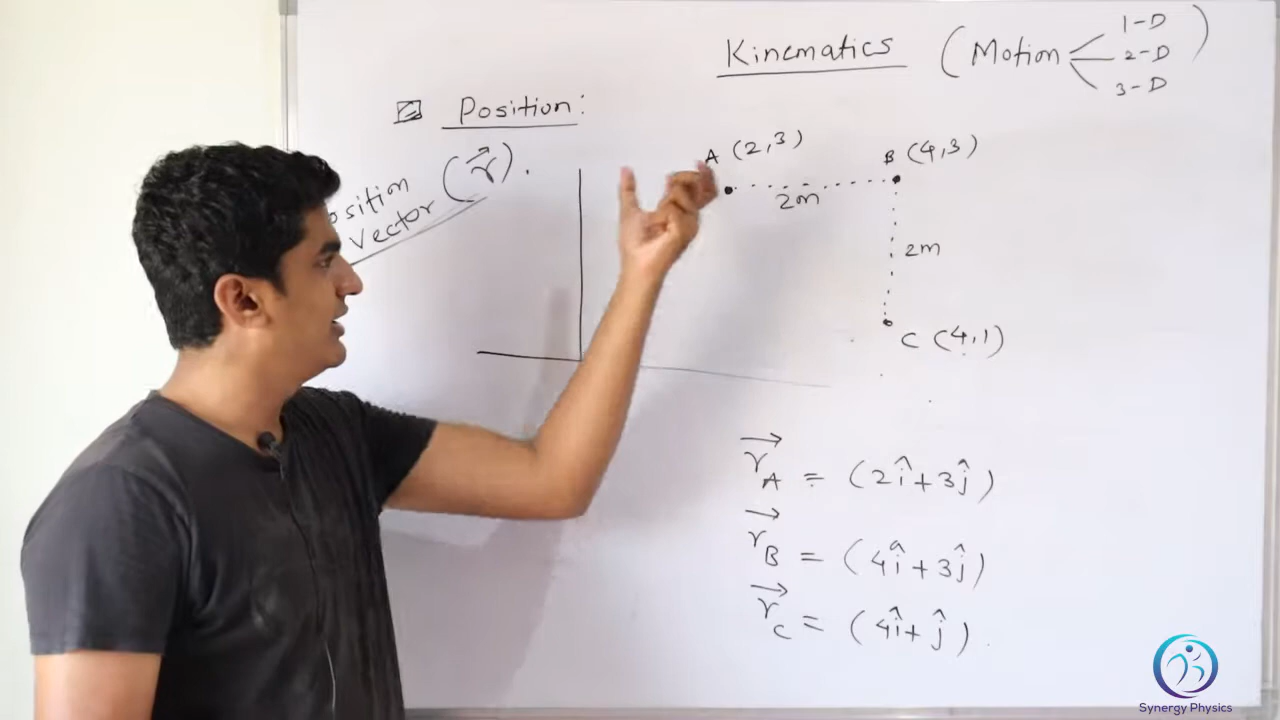 Kinematics (Motion 1-D
2-D
3-D )
Position:
Vector (r⃗).
A (2,3)
B (4,3)
2m
2m
C (4,1)
r⃗A = (2î+3ĵ)
r⃗B = (4î+3ĵ)
r⃗C = (4î+ĵ).
Synergy Physics